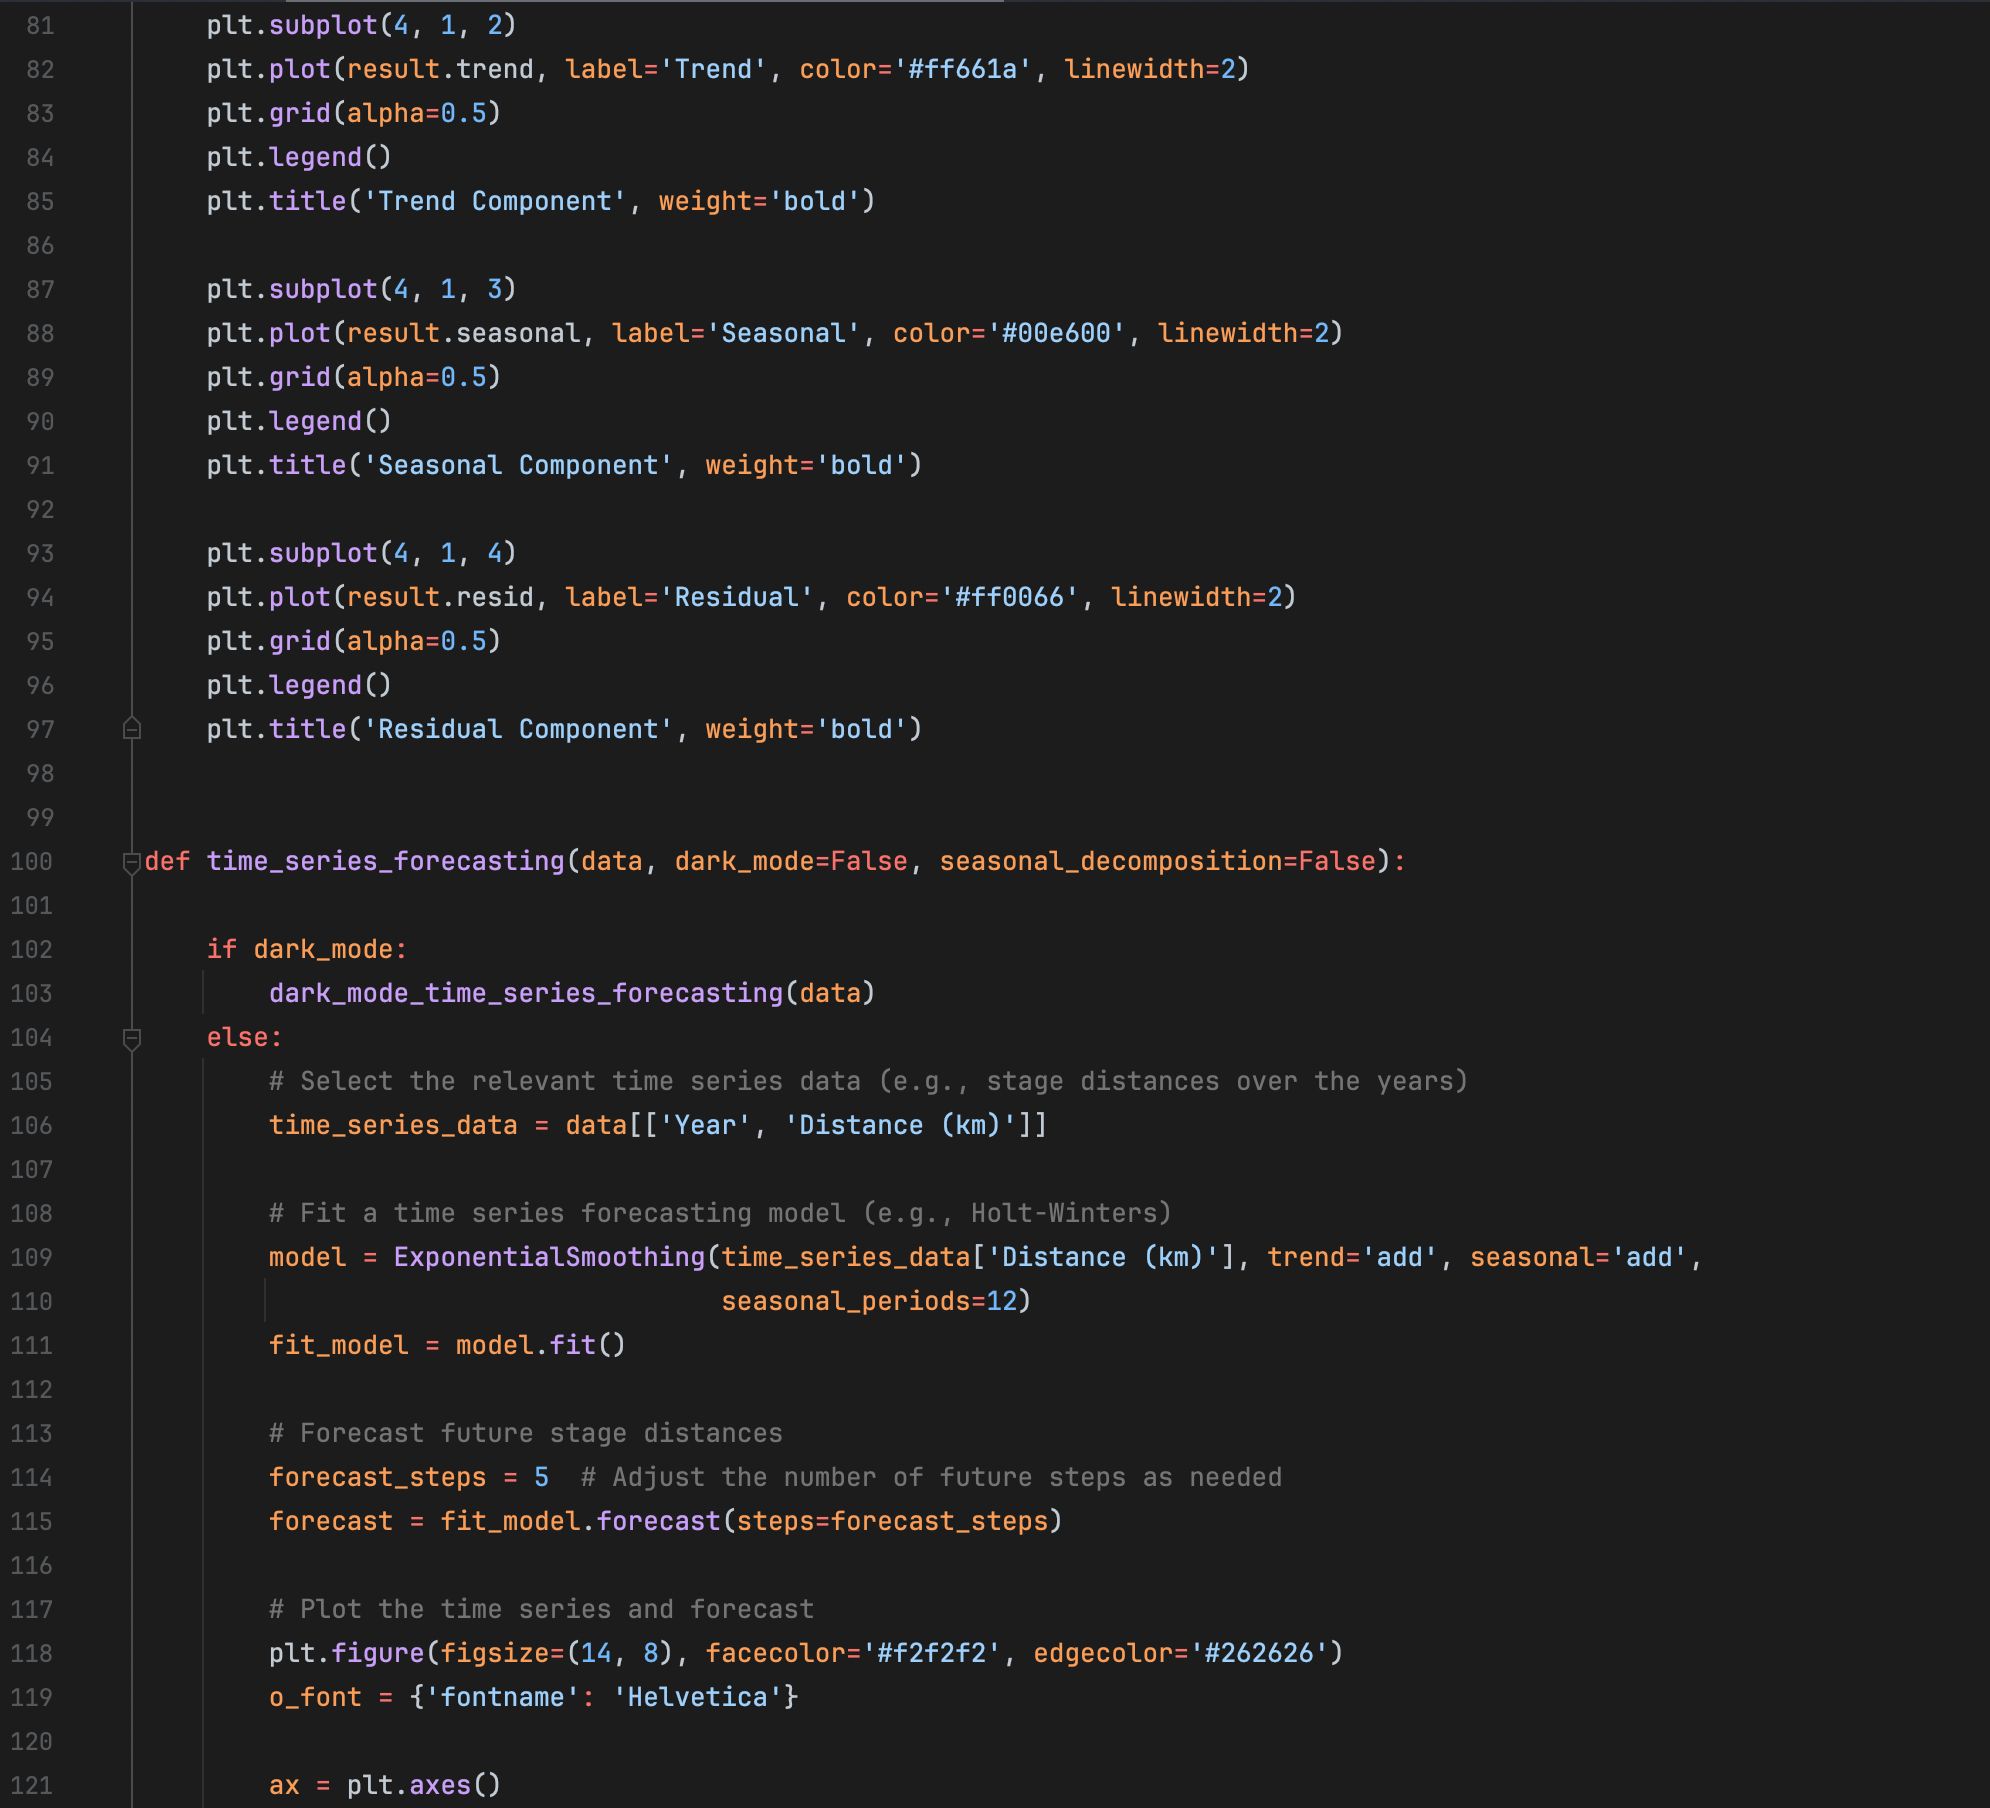 81 plt.subplot(4, 1, 2)
82 plt.plot(result.trend, label='Trend', color='#ff661a', linewidth=2)
83 plt.grid(alpha=0.5)
84 plt.legend()
85 plt.title('Trend Component', weight='bold')
86
87 plt.subplot(4, 1, 3)
88 plt.plot(result.seasonal, label='Seasonal', color='#00e600', linewidth=2)
89 plt.grid(alpha=0.5)
90 plt.legend()
91 plt.title('Seasonal Component', weight='bold')
92
93 plt.subplot(4, 1, 4)
94 plt.plot(result.resid, label='Residual', color='#ff0066', linewidth=2)
95 plt.grid(alpha=0.5)
96 plt.legend()
97 plt.title('Residual Component', weight='bold')
98
99
100 def time_series_forecasting(data, dark_mode=False, seasonal_decomposition=False):
101
102 if dark_mode:
103 dark_mode_time_series_forecasting(data)
104 else:
105 # Select the relevant time series data (e.g., stage distances over the years)
106 time_series_data = data[['Year', 'Distance (km)']]
107
108 # Fit a time series forecasting model (e.g., Holt-Winters)
109 model = ExponentialSmoothing(time_series_data['Distance (km)'], trend='add', seasonal='add',
110 seasonal_periods=12)
111 fit_model = model.fit()
112
113 # Forecast future stage distances
114 forecast_steps = 5  # Adjust the number of future steps as needed
115 forecast = fit_model.forecast(steps=forecast_steps)
116
117 # Plot the time series and forecast
118 plt.figure(figsize=(14, 8), facecolor='#f2f2f2', edgecolor='#262626')
119 o_font = {'fontname': 'Helvetica'}
120
121 ax = plt.axes()